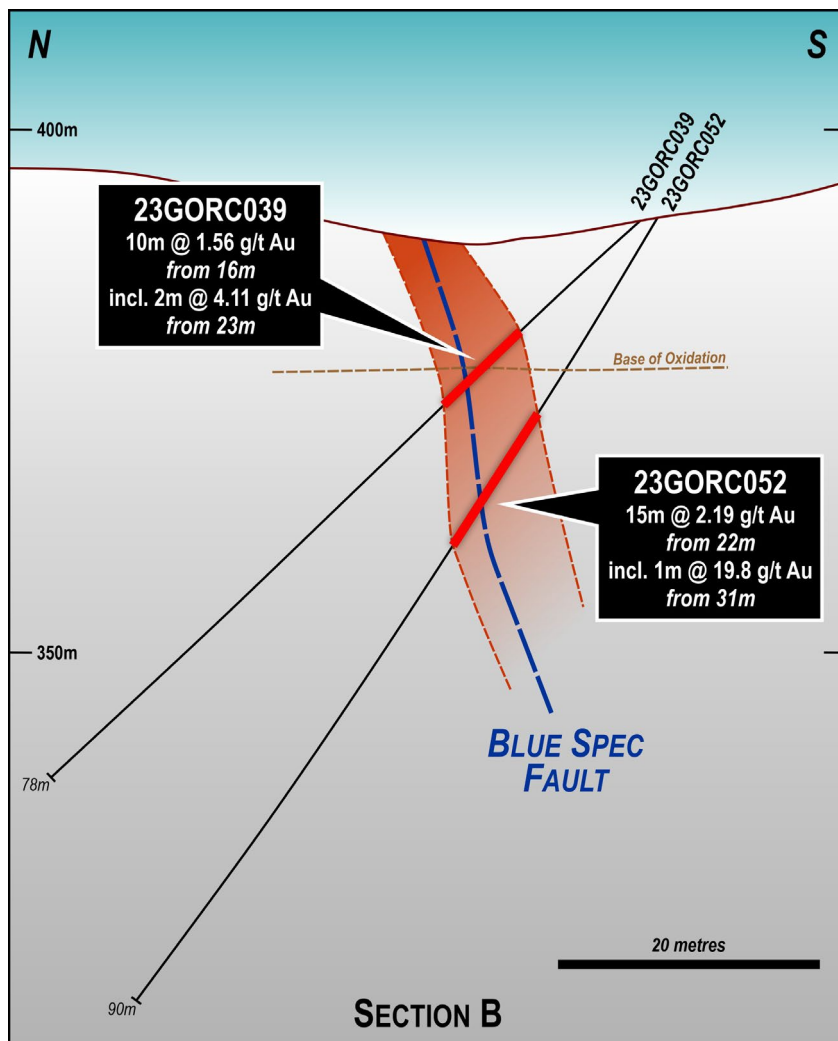 N
S
400m
23GORC039
23GORC052
23GORC039
10m @ 1.56 g/t Au
from 16m
incl. 2m @ 4.11 g/t Au
from 23m
Base of Oxidation
23GORC052
15m @ 2.19 g/t Au
from 22m
incl. 1m @ 19.8 g/t Au
from 31m
350m
BLUE SPEC
FAULT
78m
20 metres
90m
SECTION B